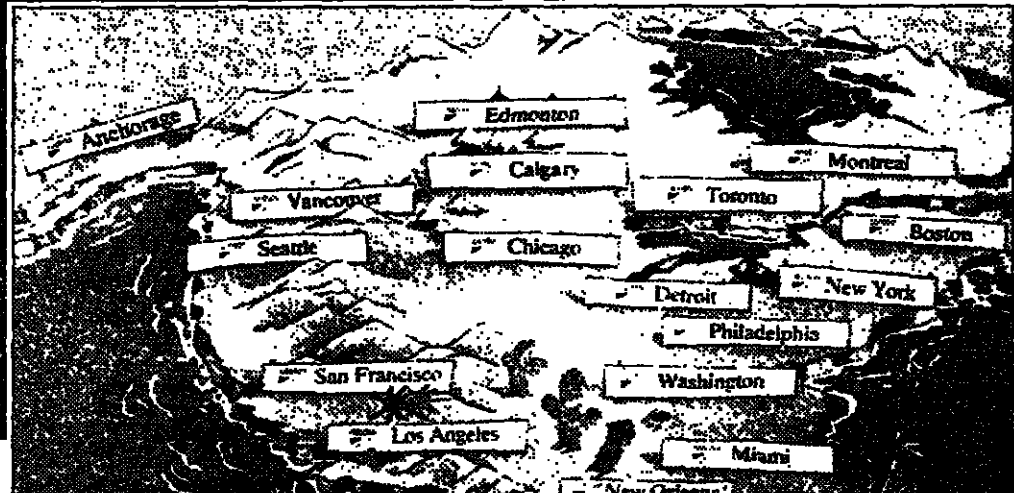 Edmonton
Anchorage
Calgary
Montreal
Vancouver
Toronto
Seattle
Chicago
Boston
Detroit
New York
Philadelphia
San Francisco
Washington
Los Angeles
Miami
New Orleans